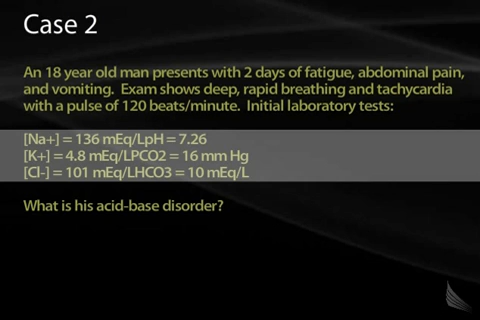 Case 2
An 18 year old man presents with 2 days of fatigue, abdominal pain,
and vomiting. Exam shows deep, rapid breathing and tachycardia
with a pulse of 120 beats/minute. Initial laboratory tests:
[Na+] = 136 mEq/LpH = 7.26
[K+] = 4.8 mEq/LPCO2 = 16 mm Hg
[Cl-] = 101 mEq/LHCO3 = 10 mEq/L
What is his acid-base disorder?